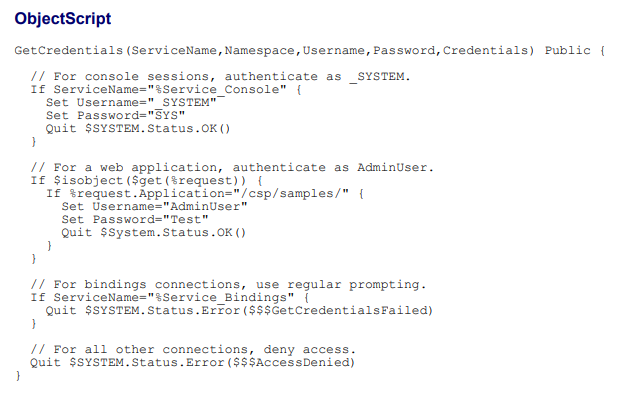 ObjectScript
GetCredentials(ServiceName,Namespace,Username,Password,Credentials) Public {
// For console sessions, authenticate as _SYSTEM.
If ServiceName="%Service_Console" {
Set Username="_SYSTEM"
Set Password="SYS"
Quit $SYSTEM.Status.OK()
}
// For a web application, authenticate as AdminUser.
If $isobject($get(%request)) {
If %request.Application="/csp/samples/" {
Set Username="AdminUser"
Set Password="Test"
Quit $System.Status.OK()
}
}
// For bindings connections, use regular prompting.
If ServiceName="%Service_Bindings" {
Quit $SYSTEM.Status.Error($$$GetCredentialsFailed)
}
// For all other connections, deny access.
Quit $SYSTEM.Status.Error($$$AccessDenied)
}